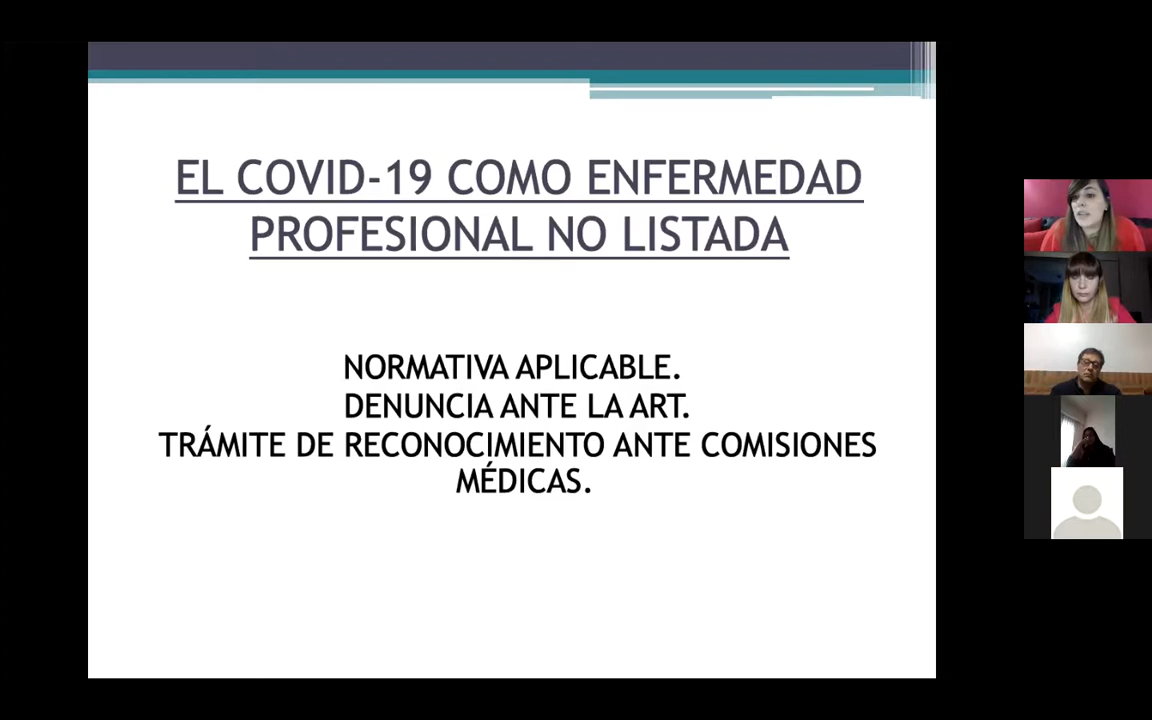 EL COVID-19 COMO ENFERMEDAD
PROFESIONAL NO LISTADA
NORMATIVA APLICABLE.
DENUNCIA ANTE LA ART.
TRÁMITE DE RECONOCIMIENTO ANTE COMISIONES
MÉDICAS.